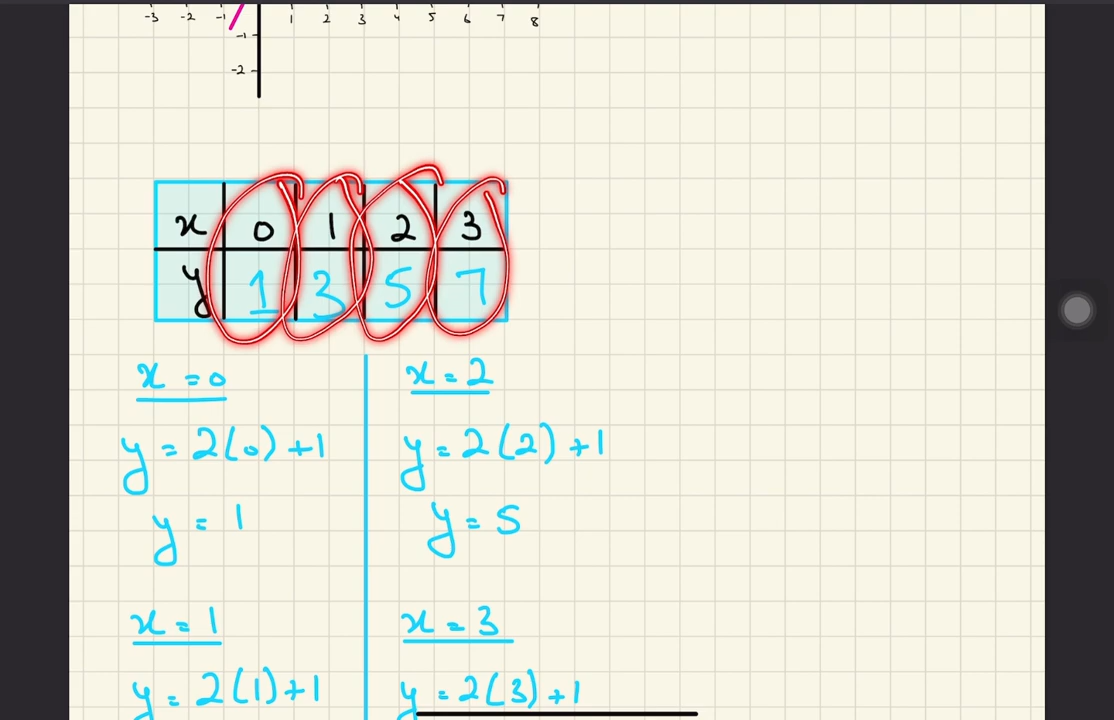 -3 -2 -1 1 2 3 4 5 6 7 8
-1
-2
x 0 1 2 3
y 1 3 5 7
x = 0
y = 2(0) + 1
y = 1
x = 1
y = 2(1) + 1
x = 2
y = 2(2) + 1
y = 5
x = 3
y = 2(3) + 1